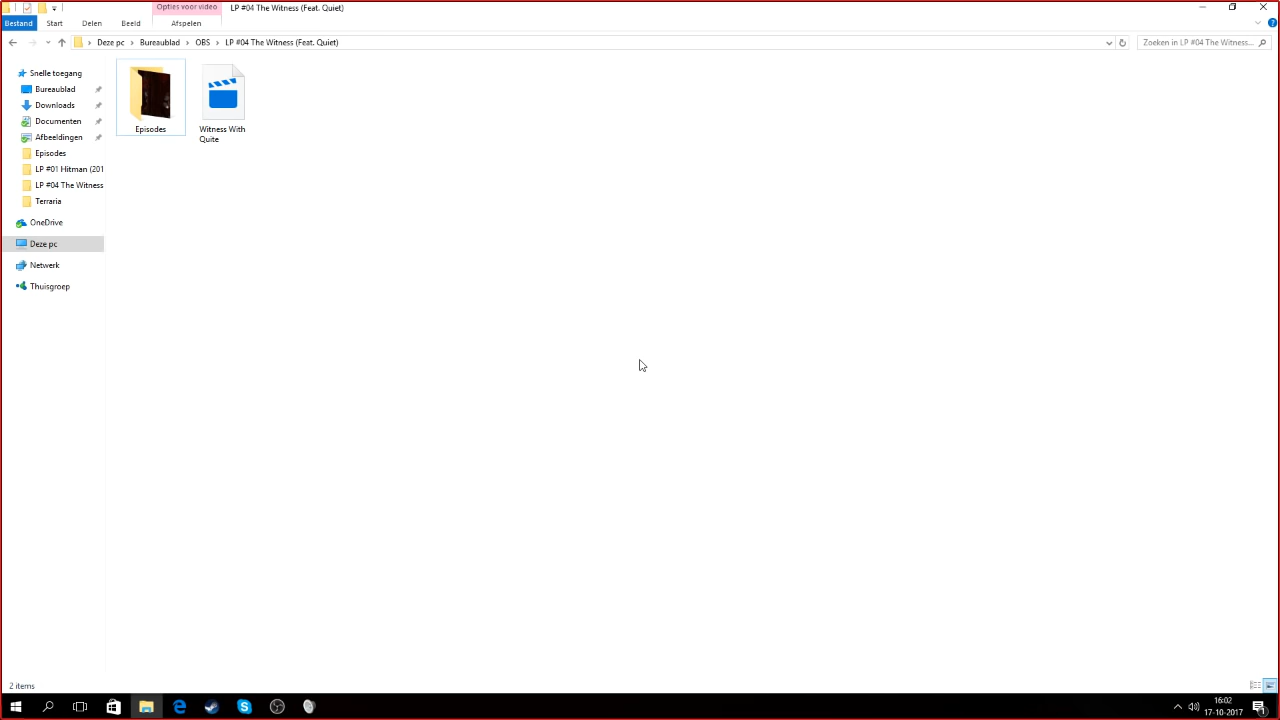 Opties voor video
LP #04 The Witness (Feat. Quiet)
Bestand
Start
Delen
Beeld
Afspelen
Deze pc
Bureaublad
OBS
LP #04 The Witness (Feat. Quiet)
Zoeken in LP #04 The Witness...
Snelle toegang
Bureaublad
Downloads
Documenten
Afbeeldingen
Episodes
LP #01 Hitman (201
LP #04 The Witness
Terraria
OneDrive
Deze pc
Netwerk
Thuisgroep
Episodes
Witness With
Quite
2 items
16:02
17-10-2017
1